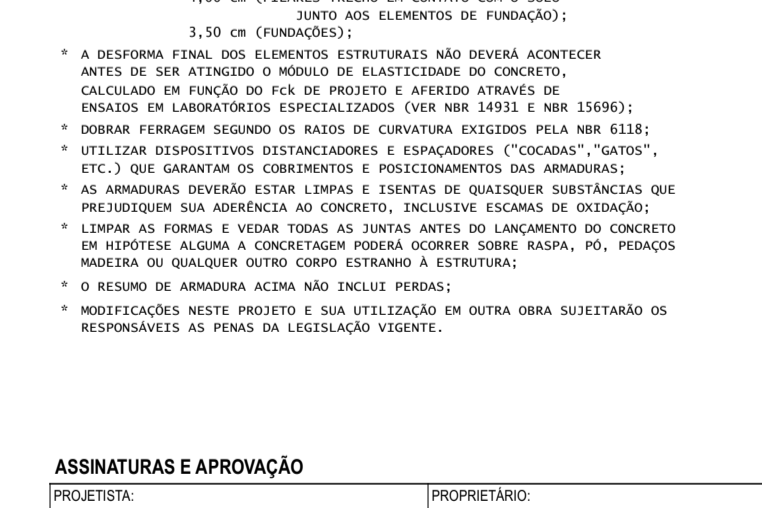 JUNTO AOS ELEMENTOS DE FUNDAÇÃO);
3,50 cm (FUNDAÇÕES);
* A DESFORMA FINAL DOS ELEMENTOS ESTRUTURAIS NÃO DEVERÁ ACONTECER
ANTES DE SER ATINGIDO O MÓDULO DE ELASTICIDADE DO CONCRETO,
CALCULADO EM FUNÇÃO DO Fck DE PROJETO E AFERIDO ATRAVÉS DE
ENSAIOS EM LABORATÓRIOS ESPECIALIZADOS (VER NBR 14931 E NBR 15696);
* DOBRAR FERRAGEM SEGUNDO OS RAIOS DE CURVATURA EXIGIDOS PELA NBR 6118;
* UTILIZAR DISPOSITIVOS DISTANCIADORES E ESPAÇADORES ("COCADAS","GATOS",
ETC.) QUE GARANTAM OS COBRIMENTOS E POSICIONAMENTOS DAS ARMADURAS;
* AS ARMADURAS DEVERÃO ESTAR LIMPAS E ISENTAS DE QUAISQUER SUBSTÂNCIAS QUE
PREJUDIQUEM SUA ADERÊNCIA AO CONCRETO, INCLUSIVE ESCAMAS DE OXIDAÇÃO;
* LIMPAR AS FORMAS E VEDAR TODAS AS JUNTAS ANTES DO LANÇAMENTO DO CONCRETO
EM HIPÓTESE ALGUMA A CONCRETAGEM PODERÁ OCORRER SOBRE RASPA, PÓ, PEDAÇOS
MADEIRA OU QUALQUER OUTRO CORPO ESTRANHO À ESTRUTURA;
* O RESUMO DE ARMADURA ACIMA NÃO INCLUI PERDAS;
* MODIFICAÇÕES NESTE PROJETO E SUA UTILIZAÇÃO EM OUTRA OBRA SUJEITARÃO OS
RESPONSÁVEIS AS PENAS DA LEGISLAÇÃO VIGENTE.
ASSINATURAS E APROVAÇÃO
PROJETISTA:
PROPRIETÁRIO: